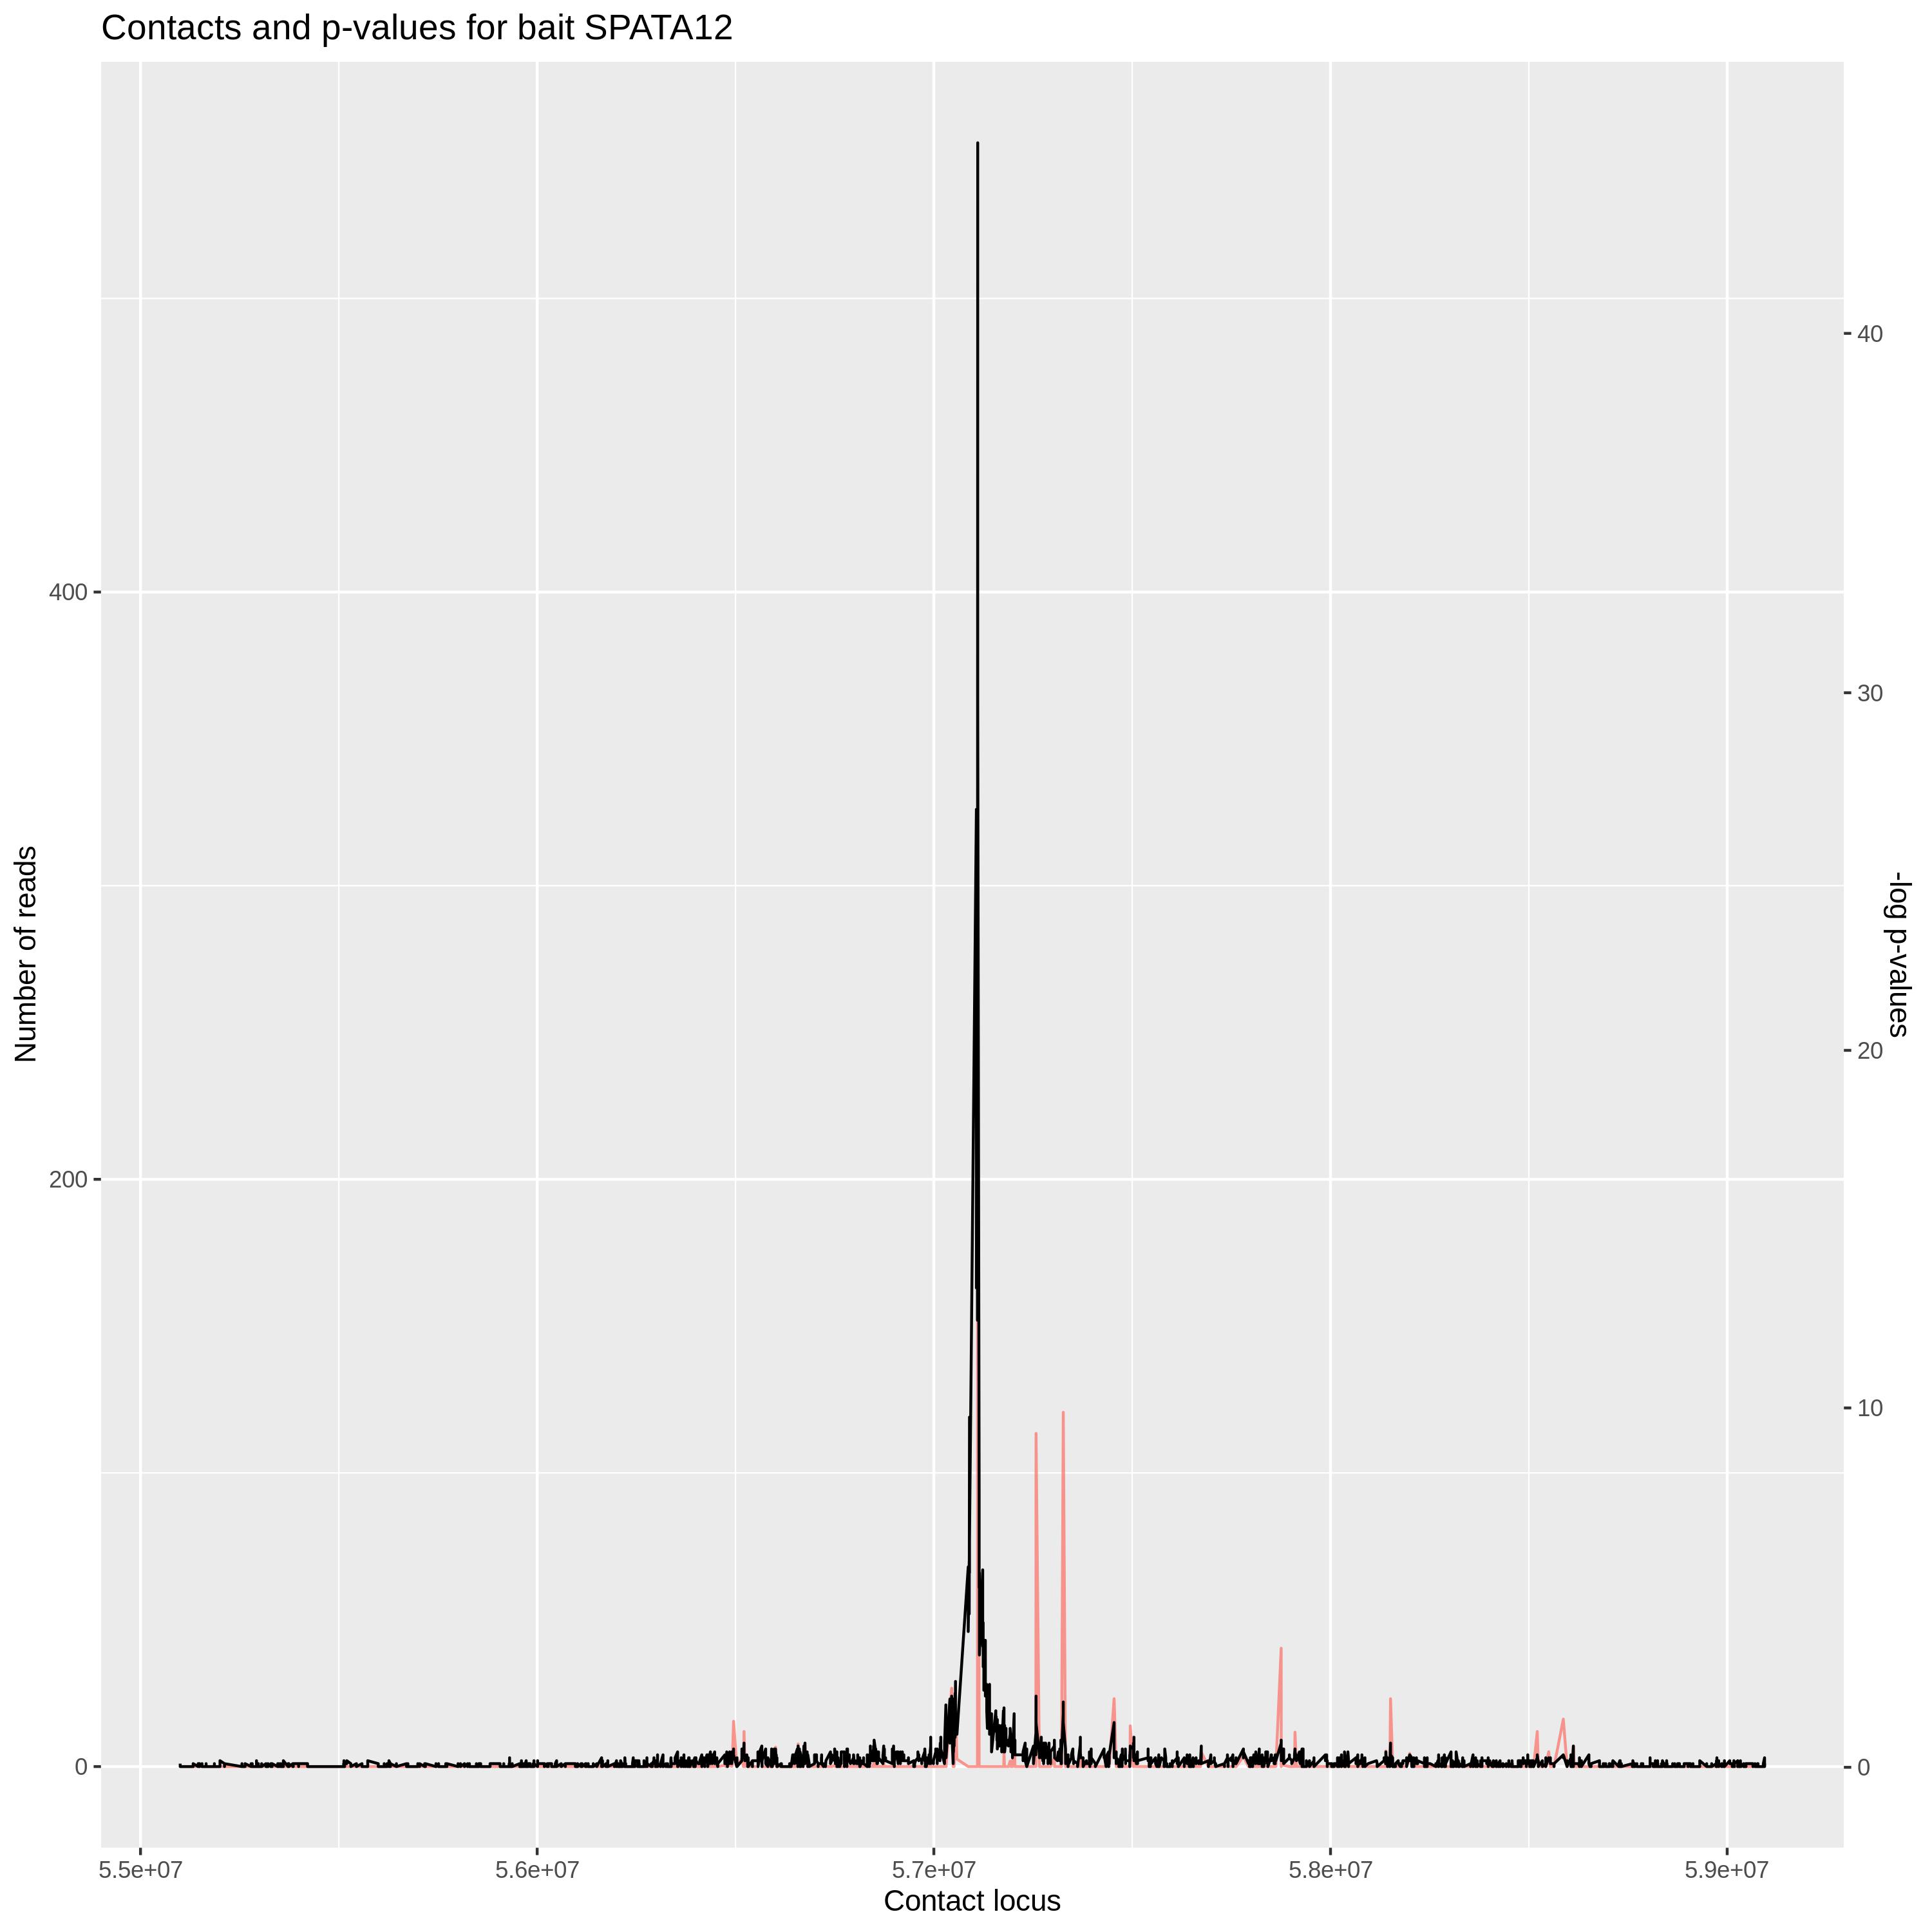 Contacts and p-values for bait SPATA12
Number of reads
400
200
0
40
30
20
10
0
-log p-values
5.5e+07 5.6e+07 5.7e+07 5.8e+07 5.9e+07
Contact locus